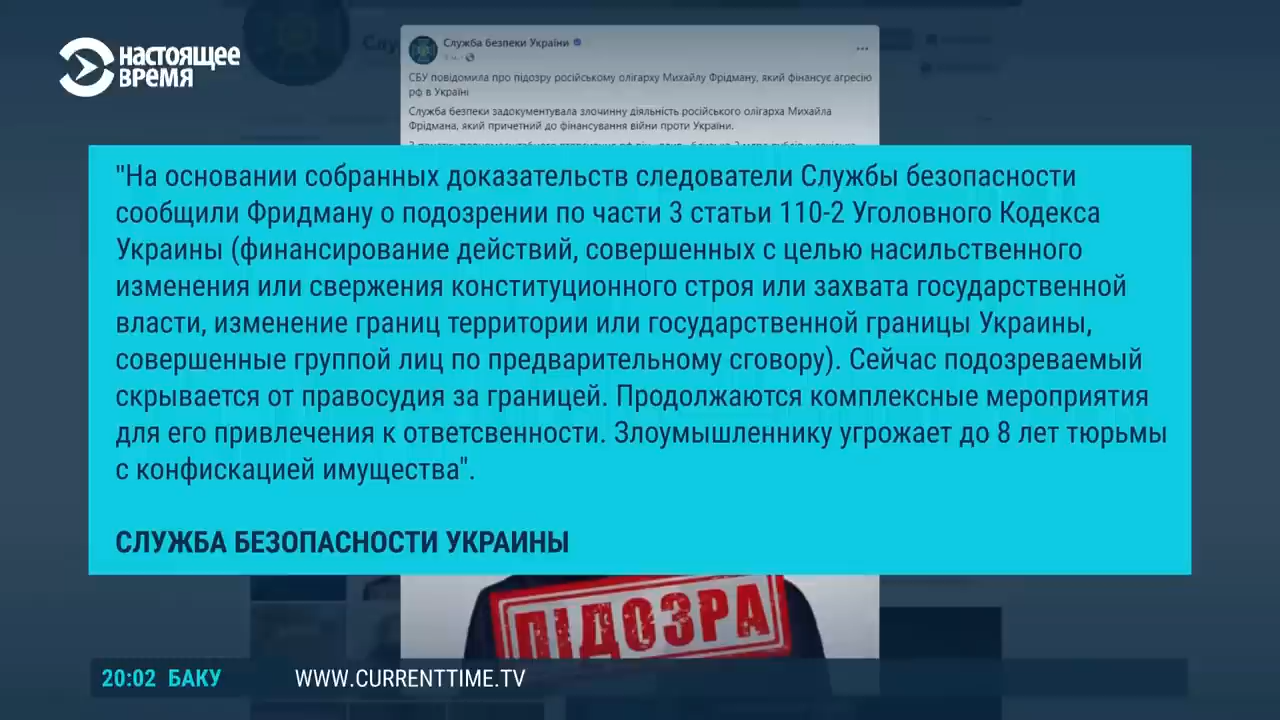 НАСТОЯЩЕЕ
ВРЕМЯ
Служба безпеки України
СБУ повідомила про підозру російському олігарху Михайлу Фрідману, який фінансує агресію
рф в Україні
Служба безпеки задокументувала злочинну діяльність російського олігарха Михайла
Фрідмана, який причетний до фінансування війни проти України.
"На основании собранных доказательств следователи Службы безопасности
сообщили Фридману о подозрении по части 3 статьи 110-2 Уголовного Кодекса
Украины (финансирование действий, совершенных с целью насильственного
изменения или свержения конституционного строя или захвата государственной
власти, изменение границ территории или государственной границы Украины,
совершенные группой лиц по предварительному сговору). Сейчас подозреваемый
скрывается от правосудия за границей. Продолжаются комплексные мероприятия
для его привлечения к ответсвенности. Злоумышленнику угрожает до 8 лет тюрьмы
с конфискацией имущества".
СЛУЖБА БЕЗОПАСНОСТИ УКРАИНЫ
ПІДОЗРА
20:02 БАКУ WWW.CURRENTTIME.TV